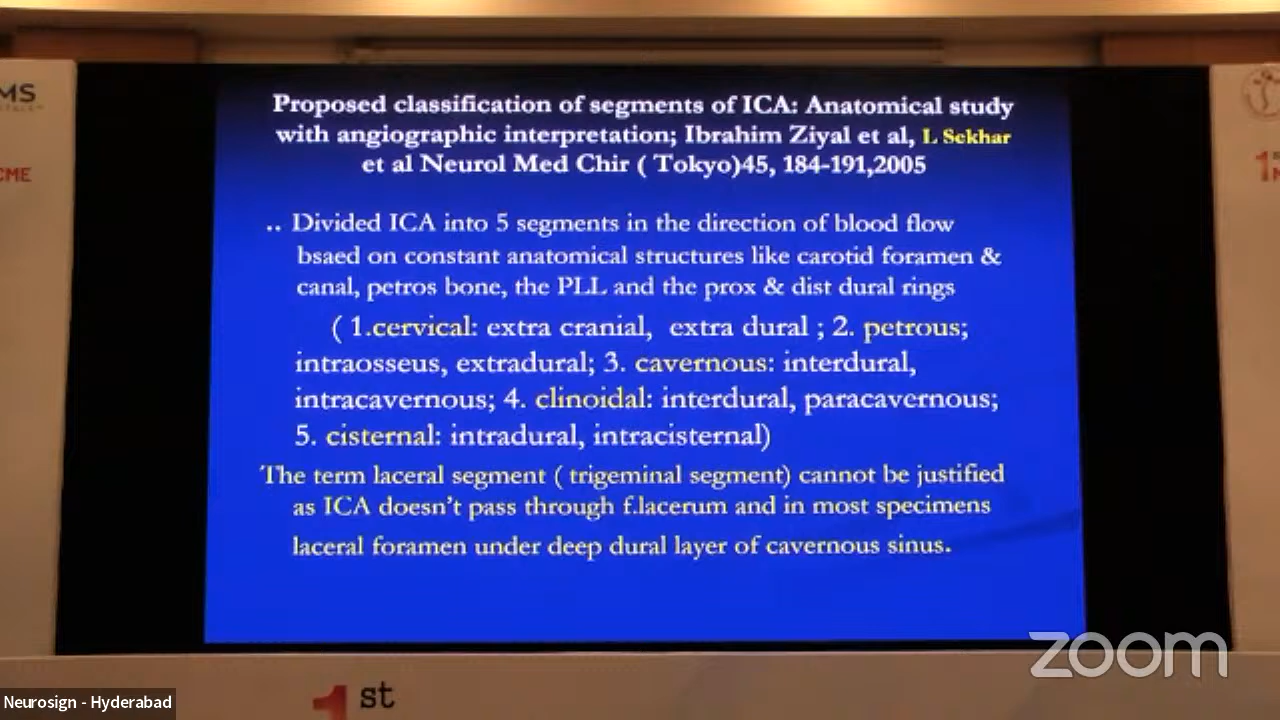 MS
CME
Proposed classification of segments of ICA: Anatomical study
with angiographic interpretation; Ibrahim Ziyal et al, L Sekhar
et al Neurol Med Chir ( Tokyo)45, 184-191,2005
.. Divided ICA into 5 segments in the direction of blood flow
bsaed on constant anatomical structures like carotid foramen &
canal, petros bone, the PLL and the prox & dist dural rings
( 1.cervical: extra cranial, extra dural ; 2. petrous;
intraosseus, extradural; 3. cavernous: interdural,
intracavernous; 4. clinoidal: interdural, paracavernous;
5. cisternal: intradural, intracisternal)
The term laceral segment ( trigeminal segment) cannot be justified
as ICA doesn't pass through f.lacerum and in most specimens
laceral foramen under deep dural layer of cavernous sinus.
zoom
1st
Neurosign - Hyderabad